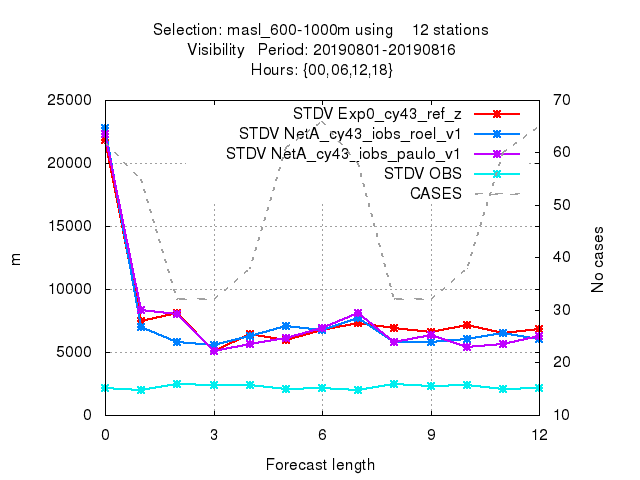 Selection: masl_600-1000m using    12 stations
Visibility   Period: 20190801-20190816
Hours: {00,06,12,18}
25000
20000
15000
10000
5000
0
m
STDV Exp0_cy43_ref_z
STDV NetA_cy43_iobs_roel_v1
STDV NetA_cy43_iobs_paulo_v1
STDV OBS
CASES
70
60
50
40
30
20
10
No cases
0 3 6 9 12
Forecast length